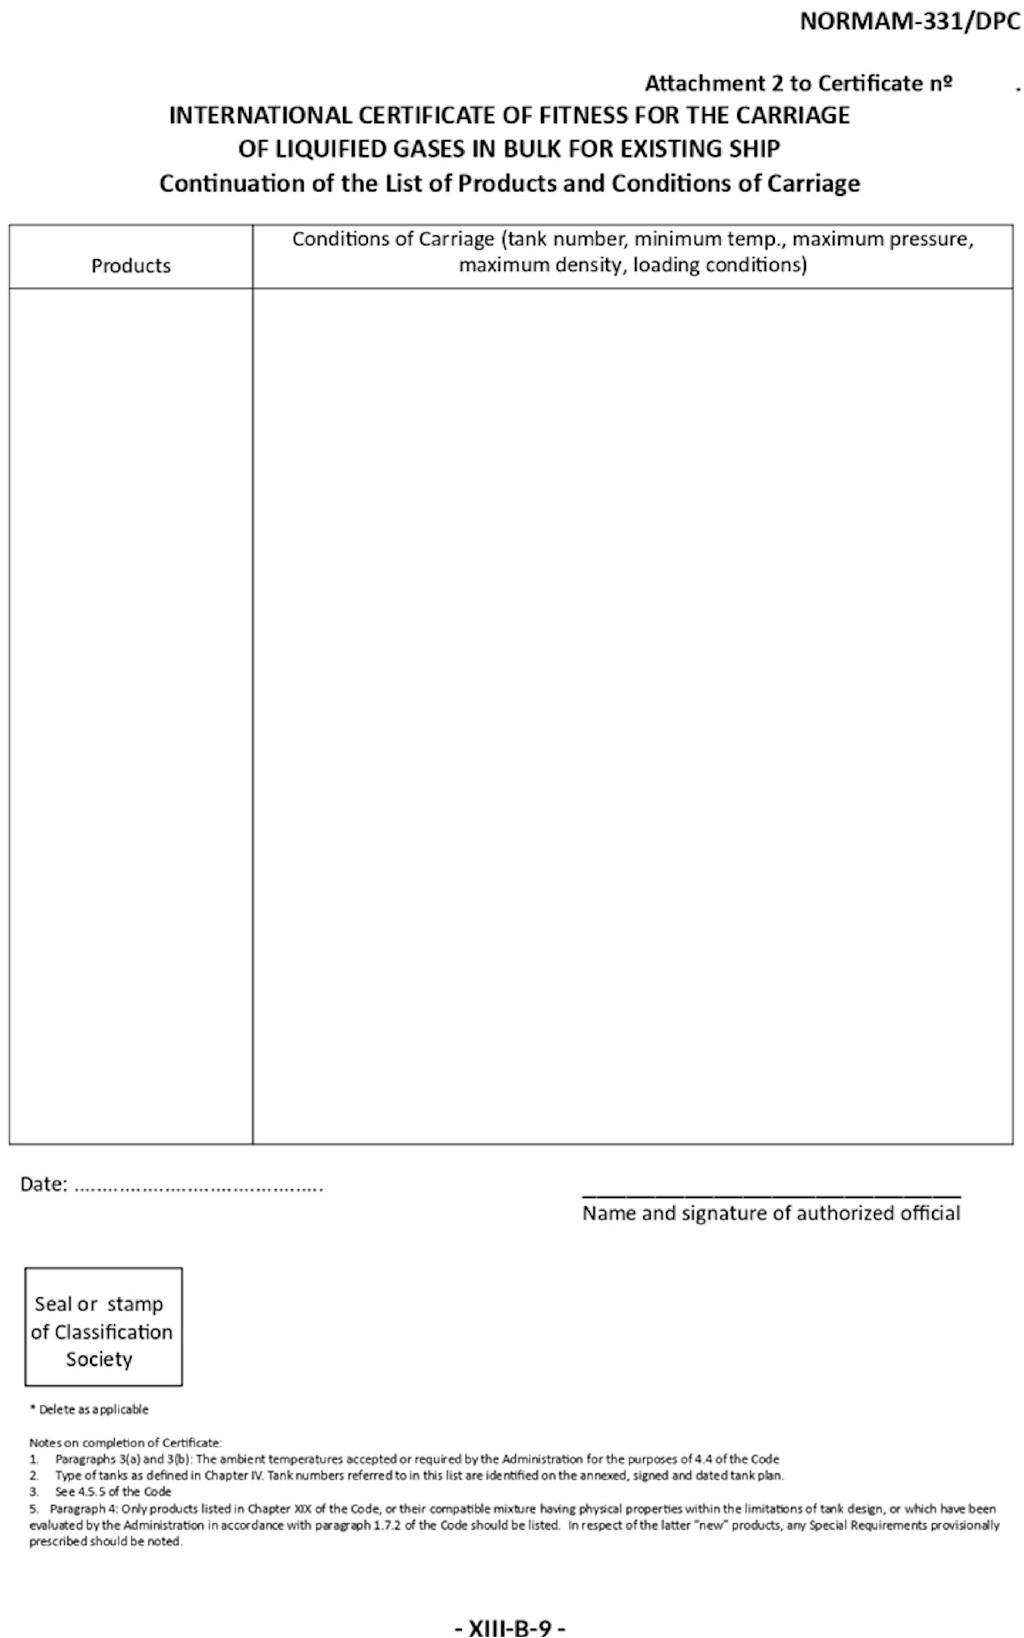 NORMAM-331/DPC
Attachment 2 to Certificate nº .
INTERNATIONAL CERTIFICATE OF FITNESS FOR THE CARRIAGE
OF LIQUIFIED GASES IN BULK FOR EXISTING SHIP
Continuation of the List of Products and Conditions of Carriage
Products
Conditions of Carriage (tank number, minimum temp., maximum pressure,
maximum density, loading conditions)
Date: ............................................
Name and signature of authorized official
Seal or stamp
of Classification
Society
* Delete as applicable
Notes on completion of Certificate:
1. Paragraphs 3(a) and 3(b): The ambient temperatures accepted or required by the Administration for the purposes of 4.4 of the Code
2. Type of tanks as defined in Chapter IV. Tank numbers referred to in this list are identified on the annexed, signed and dated tank plan.
3. See 4.5.5 of the Code
5. Paragraph 4: Only products listed in Chapter XIX of the Code, or their compatible mixture having physical properties within the limitations of tank design, or which have been
evaluated by the Administration in accordance with paragraph 1.7.2 of the Code should be listed. In respect of the latter "new" products, any Special Requirements provisionally
prescribed should be noted.
- XIII-B-9 -